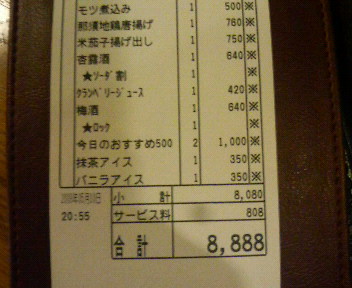 モツ煮込み 1 500 ※
那須地鶏唐揚げ 1 760 ※
米茄子揚げ出し 1 750 ※
杏露酒 1 640 ※
★ソーダ割 1 ※
クランベリージュース 1 420 ※
梅酒 1 640 ※
★ロック 1 ※
今日のおすすめ500 2 1,000 ※
抹茶アイス 1 350 ※
バニラアイス 1 350 ※
小 計 8,080
20:55 サービス料 808
合 計 8,888